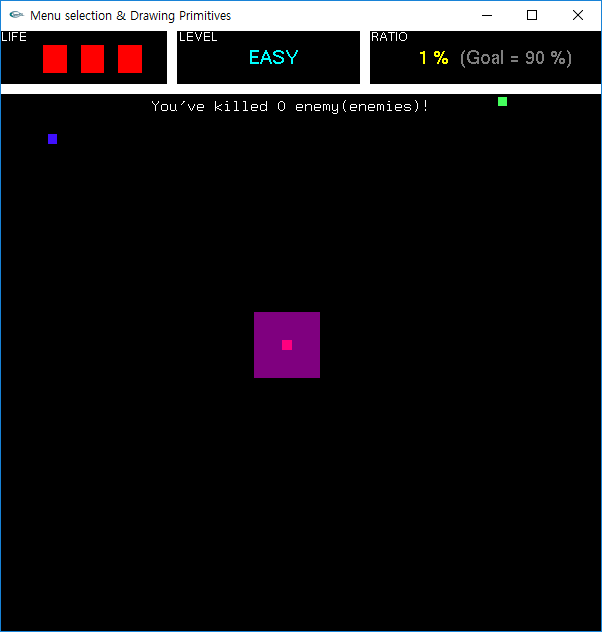 Menu selection & Drawing Primitives
LIFE
LEVEL
EASY
RATIO
1 % (Goal = 90 %)
You've killed 0 enemy(enemies)!